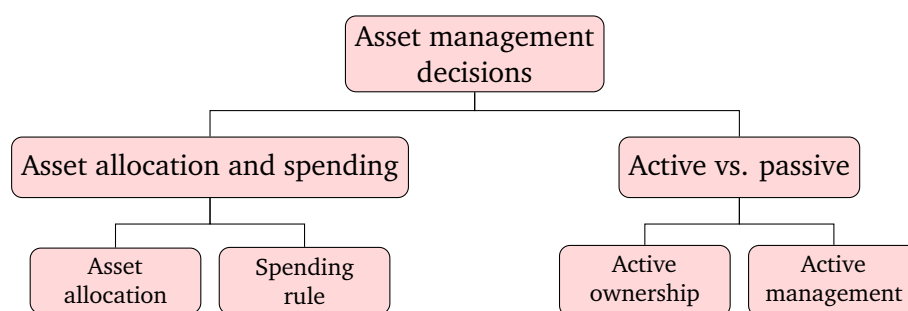 Asset management
decisions
Asset allocation and spending
Active vs. passive
Asset
allocation
Spending
rule
Active
ownership
Active
management